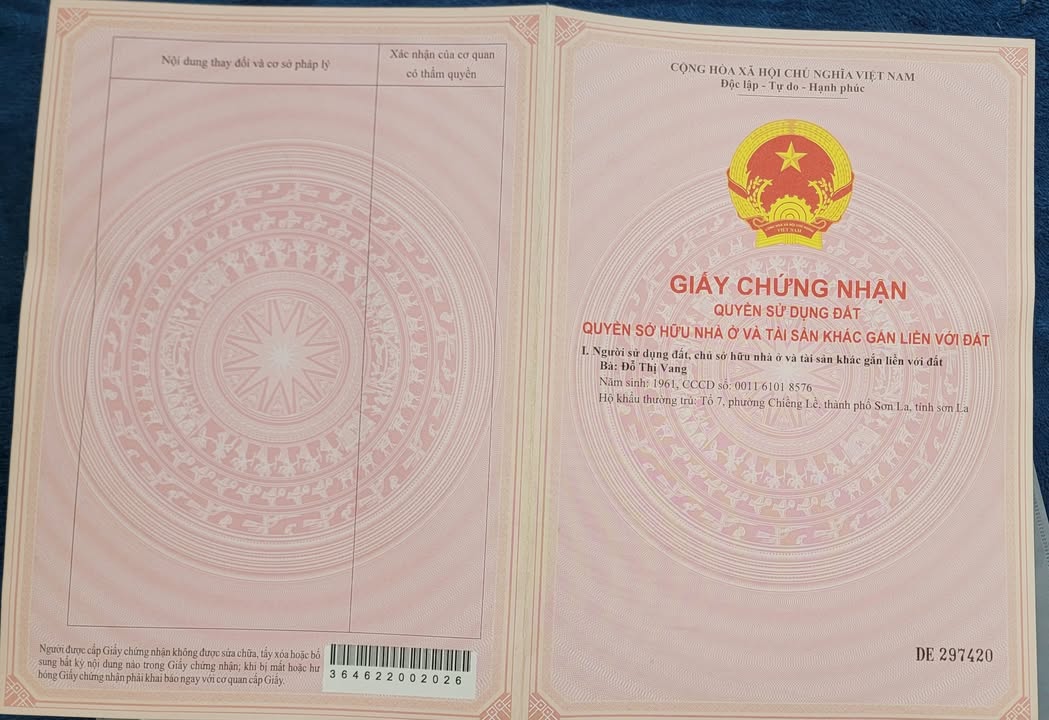 Nội dung thay đổi và cơ sở pháp lý
Xác nhận của cơ quan
có thẩm quyền
Người được cấp Giấy chứng nhận không được sửa chữa, tẩy xóa hoặc bổ
sung bất kỳ nội dung nào trong Giấy chứng nhận; khi bị mất hoặc hư
hỏng Giấy chứng nhận phải khai báo ngay với cơ quan cấp Giấy.
364622002026
CỘNG HÒA XÃ HỘI CHỦ NGHĨA VIỆT NAM
Độc lập - Tự do - Hạnh phúc
VIỆT NAM
GIẤY CHỨNG NHẬN
QUYỀN SỬ DỤNG ĐẤT
QUYỀN SỞ HỮU NHÀ Ở VÀ TÀI SẢN KHÁC GẮN LIỀN VỚI ĐẤT
I. Người sử dụng đất, chủ sở hữu nhà ở và tài sản khác gắn liền với đất
Bà: Đỗ Thị Vang
Năm sinh: 1961, CCCD số: 0011 6101 8576
Hộ khẩu thường trú: Tổ 7, phường Chiềng Lề, thành phố Sơn La, tỉnh sơn La
DE 297420